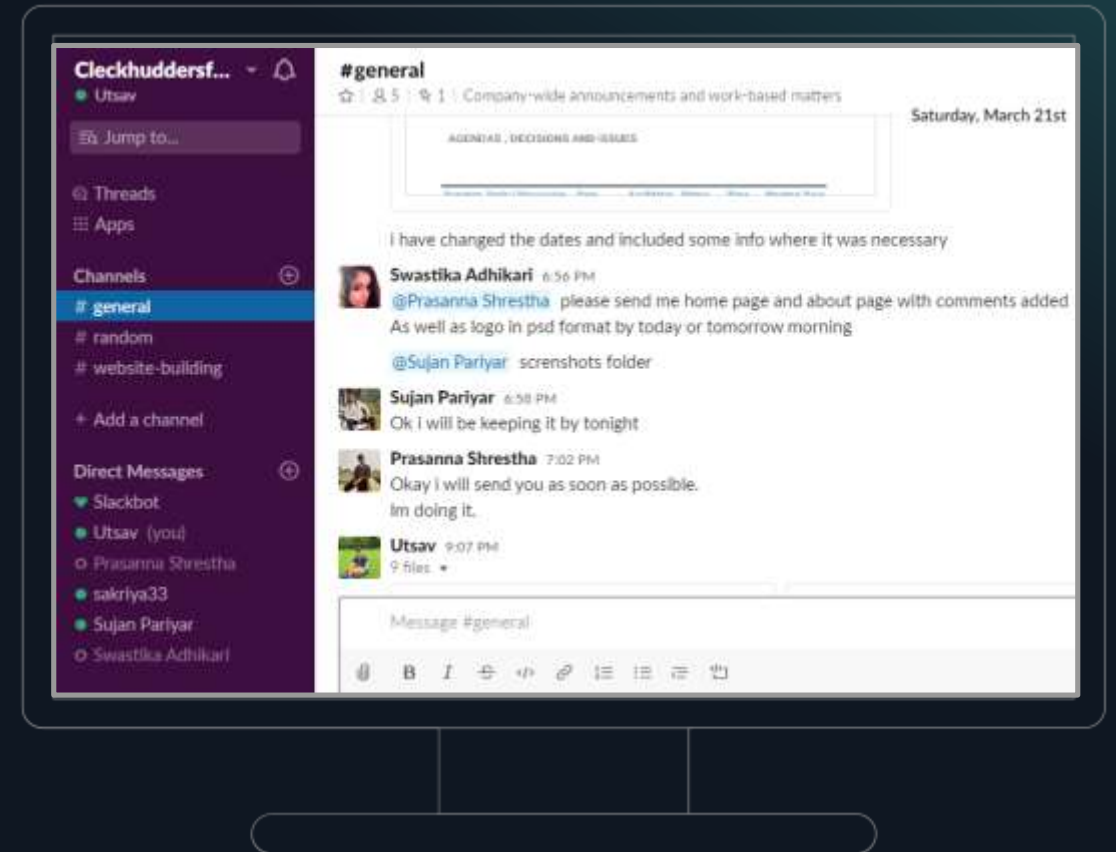 Cleckhuddersf...
Utsav
Jump to...
Threads
Apps
Channels
# general
# random
# website-building
+ Add a channel
Direct Messages
Slackbot
Utsav (you)
Prasanna Shrestha
sakriya33
Sujan Pariyar
Swastika Adhikari
#general
5 1 Company-wide announcements and work-based matters
Saturday, March 21st
AGENDAS , DECISIONS AND ISSUES
i have changed the dates and included some info where it was necessary
Swastika Adhikari 6:56 PM
@Prasanna Shrestha please send me home page and about page with comments added
As well as logo in psd format by today or tomorrow morning
@Sujan Pariyar screnshots folder
Sujan Pariyar 6:58 PM
Ok i will be keeping it by tonight
Prasanna Shrestha 7:02 PM
Okay i will send you as soon as possible.
Im doing it.
Utsav 9:07 PM
9 files
Message #general
B I S </>